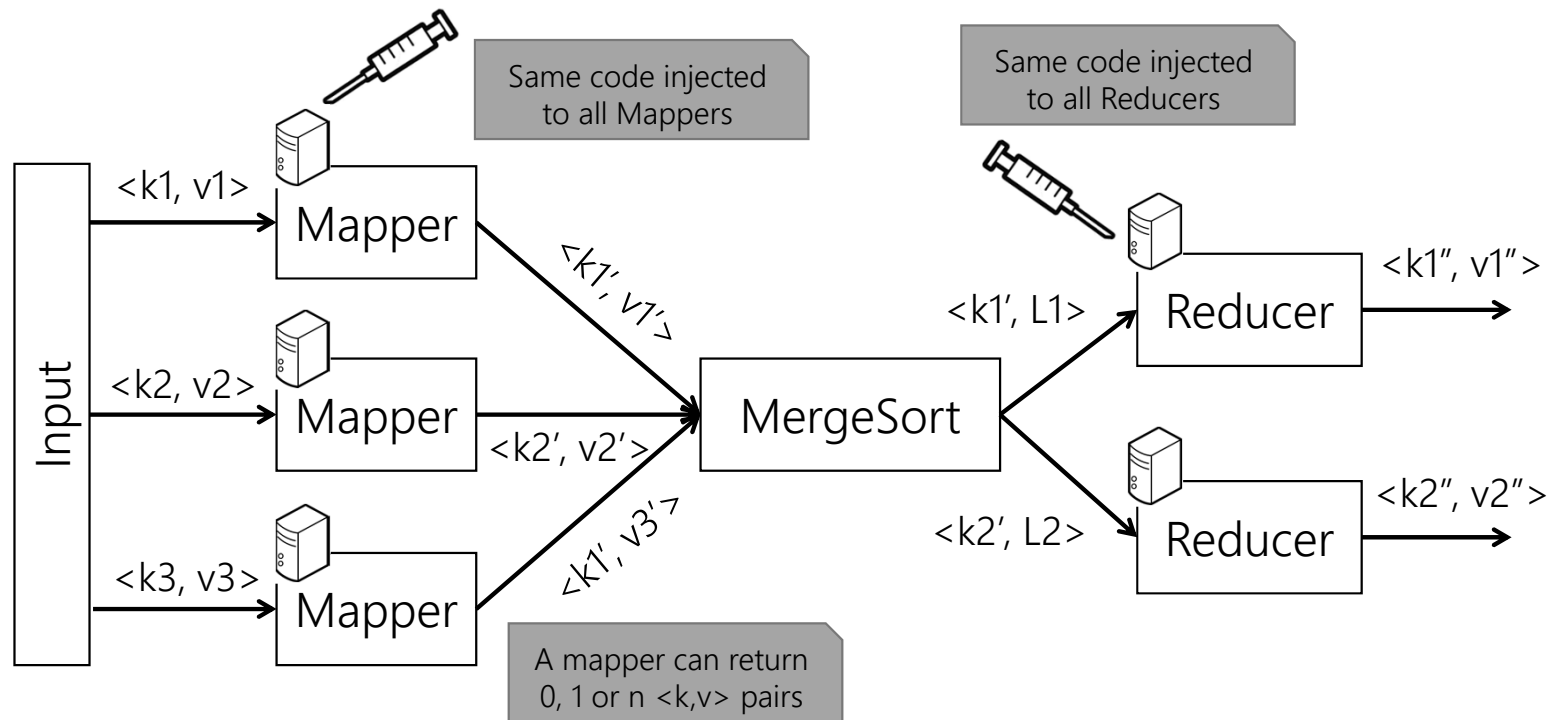 Same code injected
to all Mappers
Same code injected
to all Reducers
Input
<k1, v1>
Mapper
<k1', v1'>
<k2, v2>
Mapper
<k2', v2'>
<k3, v3>
Mapper
<k1', v3'>
A mapper can return
0, 1 or n <k,v> pairs
MergeSort
<k1', L1>
Reducer
<k1", v1">
<k2', L2>
Reducer
<k2", v2">